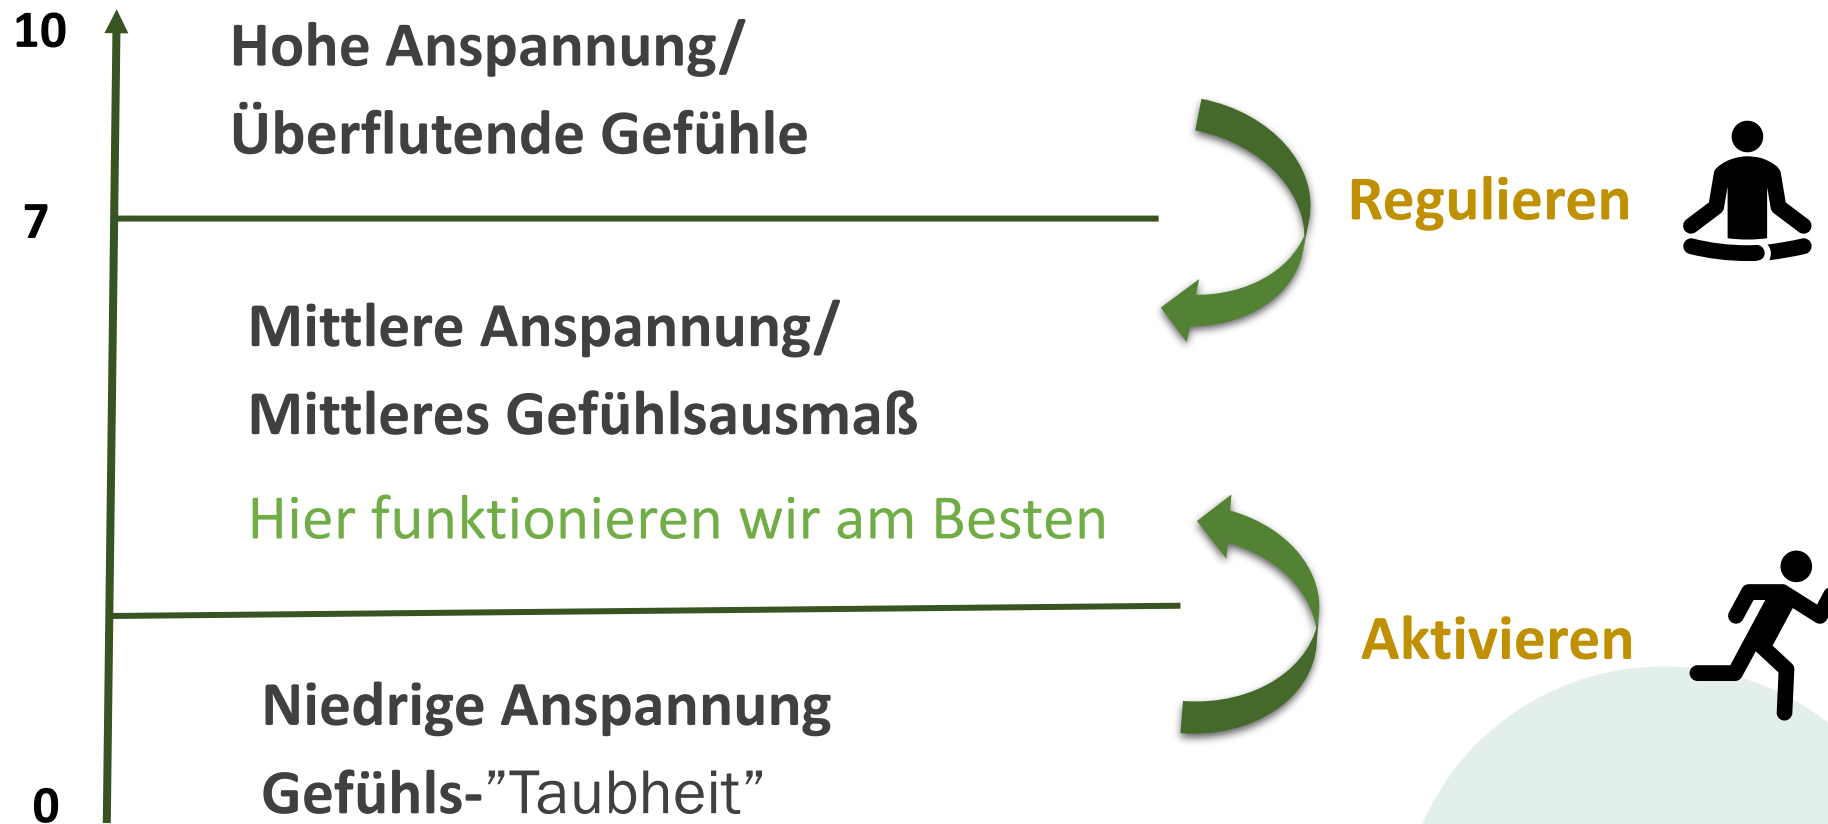 10
Hohe Anspannung/
Überflutende Gefühle
Regulieren
7
Mittlere Anspannung/
Mittleres Gefühlsausmaß
Hier funktionieren wir am Besten
Aktivieren
Niedrige Anspannung
Gefühls-”Taubheit”
0